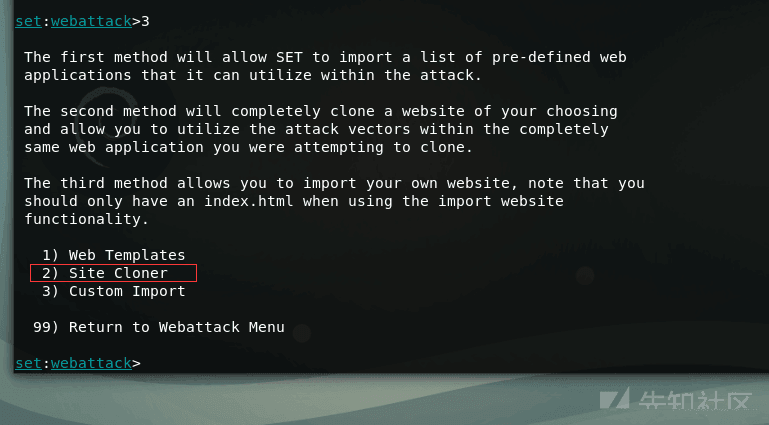 set:webattack>3
The first method will allow SET to import a list of pre-defined web
applications that it can utilize within the attack.
The second method will completely clone a website of your choosing
and allow you to utilize the attack vectors within the completely
same web application you were attempting to clone.
The third method allows you to import your own website, note that you
should only have an index.html when using the import website
functionality.
1) Web Templates
2) Site Cloner
3) Custom Import
99) Return to Webattack Menu
set:webattack>
先知社区